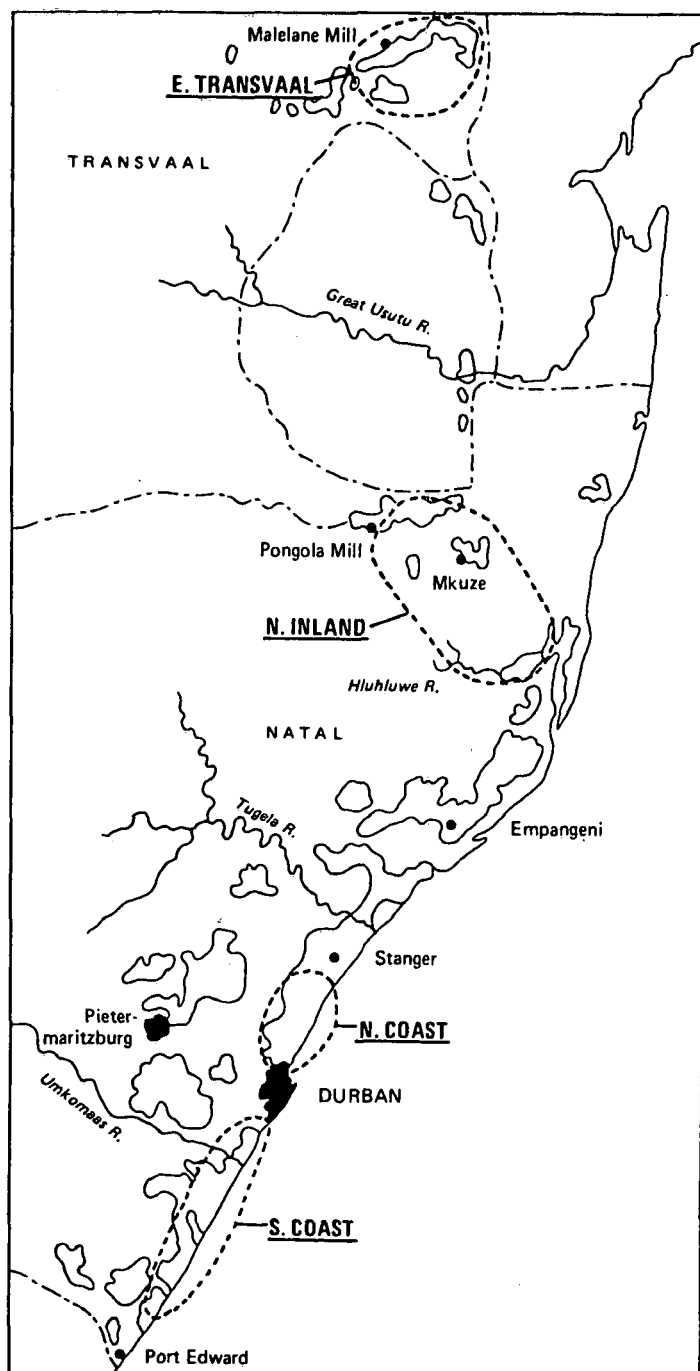 Malelane Mill
E. TRANSVAAL
TRANSVAAL
Great Usutu R.
Pongola Mill
Mkuze
N. INLAND
Hluhluwe R.
NATAL
Tugela R.
Empangeni
Stanger
Pieter-
maritzburg
N. COAST
Umkomaas R.
DURBAN
S. COAST
Port Edward